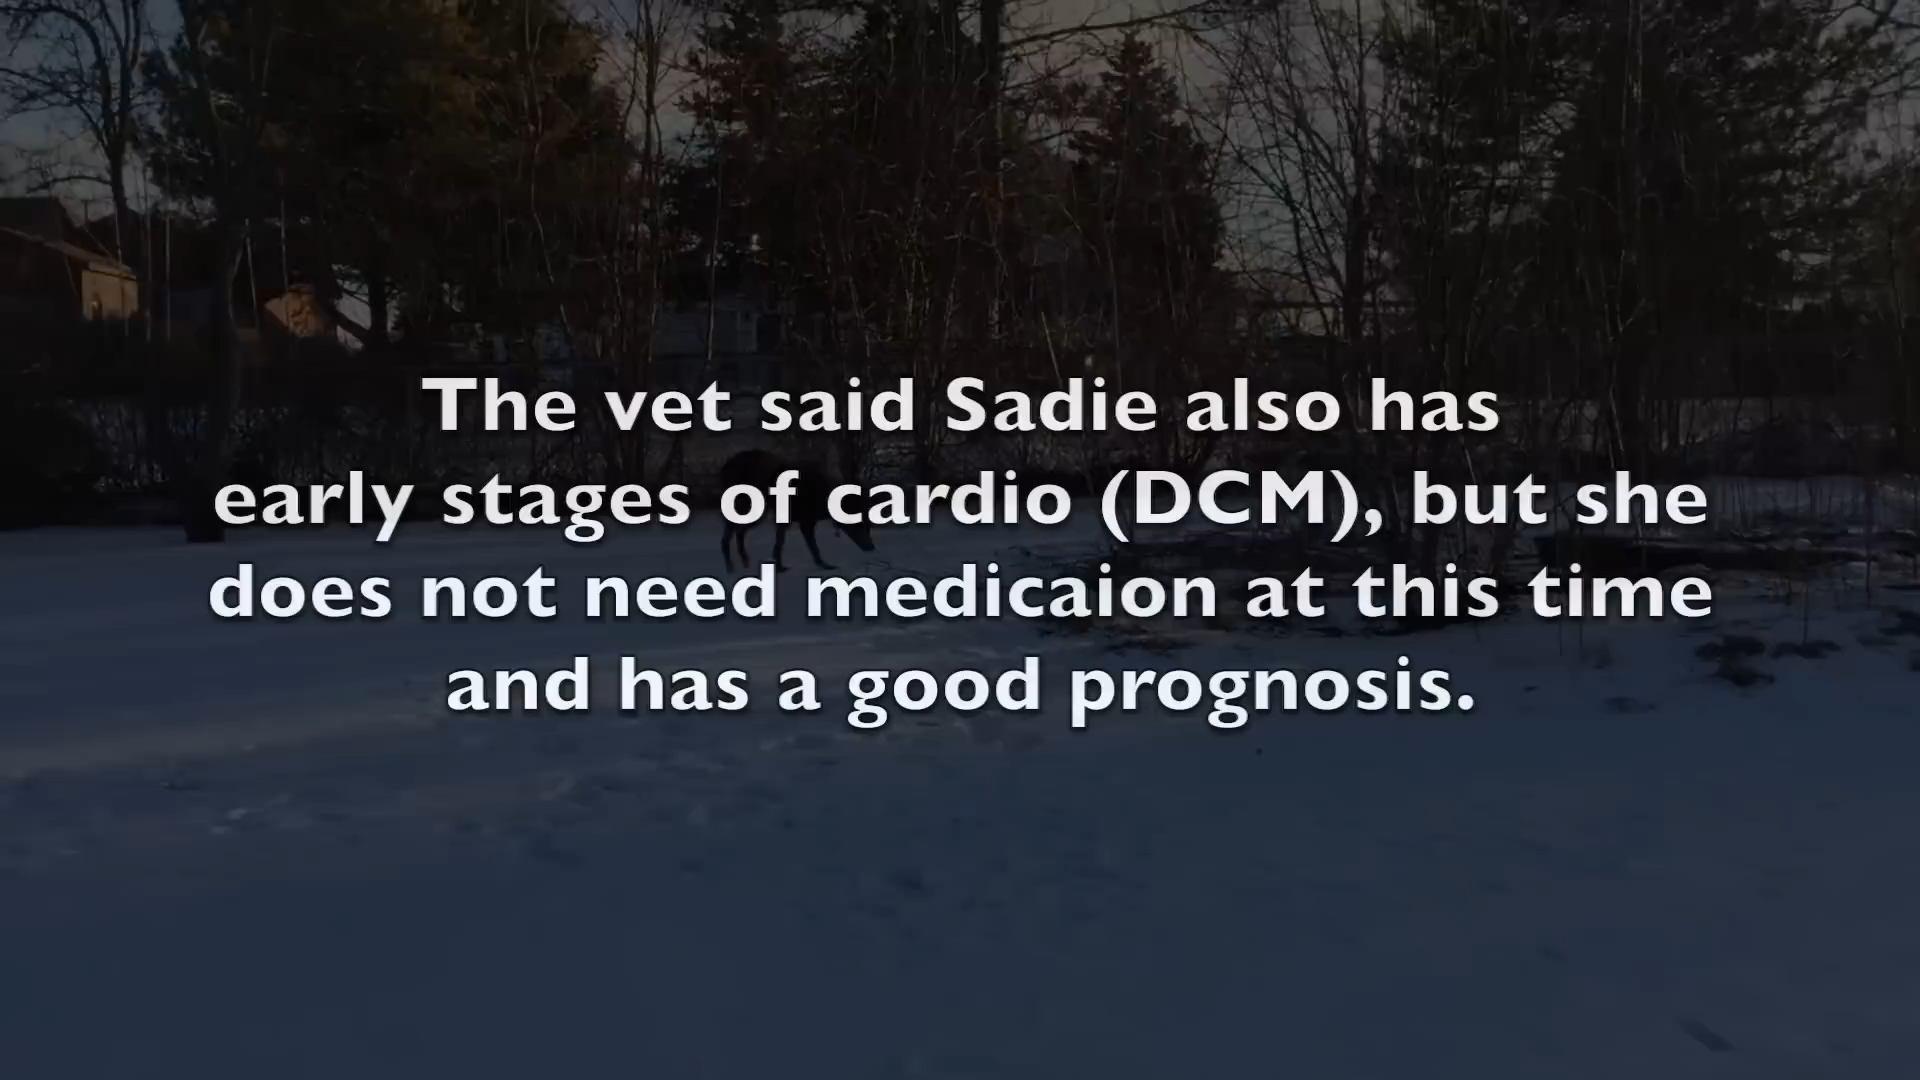 The vet said Sadie also has
early stages of cardio (DCM), but she
does not need medicaion at this time
and has a good prognosis.